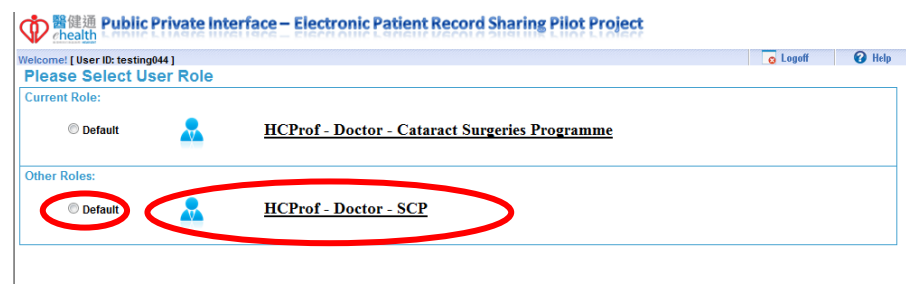 醫健通 Public Private Interface – Electronic Patient Record Sharing Pilot Project
ehealth
Welcome! [ User ID: testing044 ] Logoff Help
Please Select User Role
Current Role:
Default HCProf - Doctor - Cataract Surgeries Programme
Other Roles:
Default HCProf - Doctor - SCP